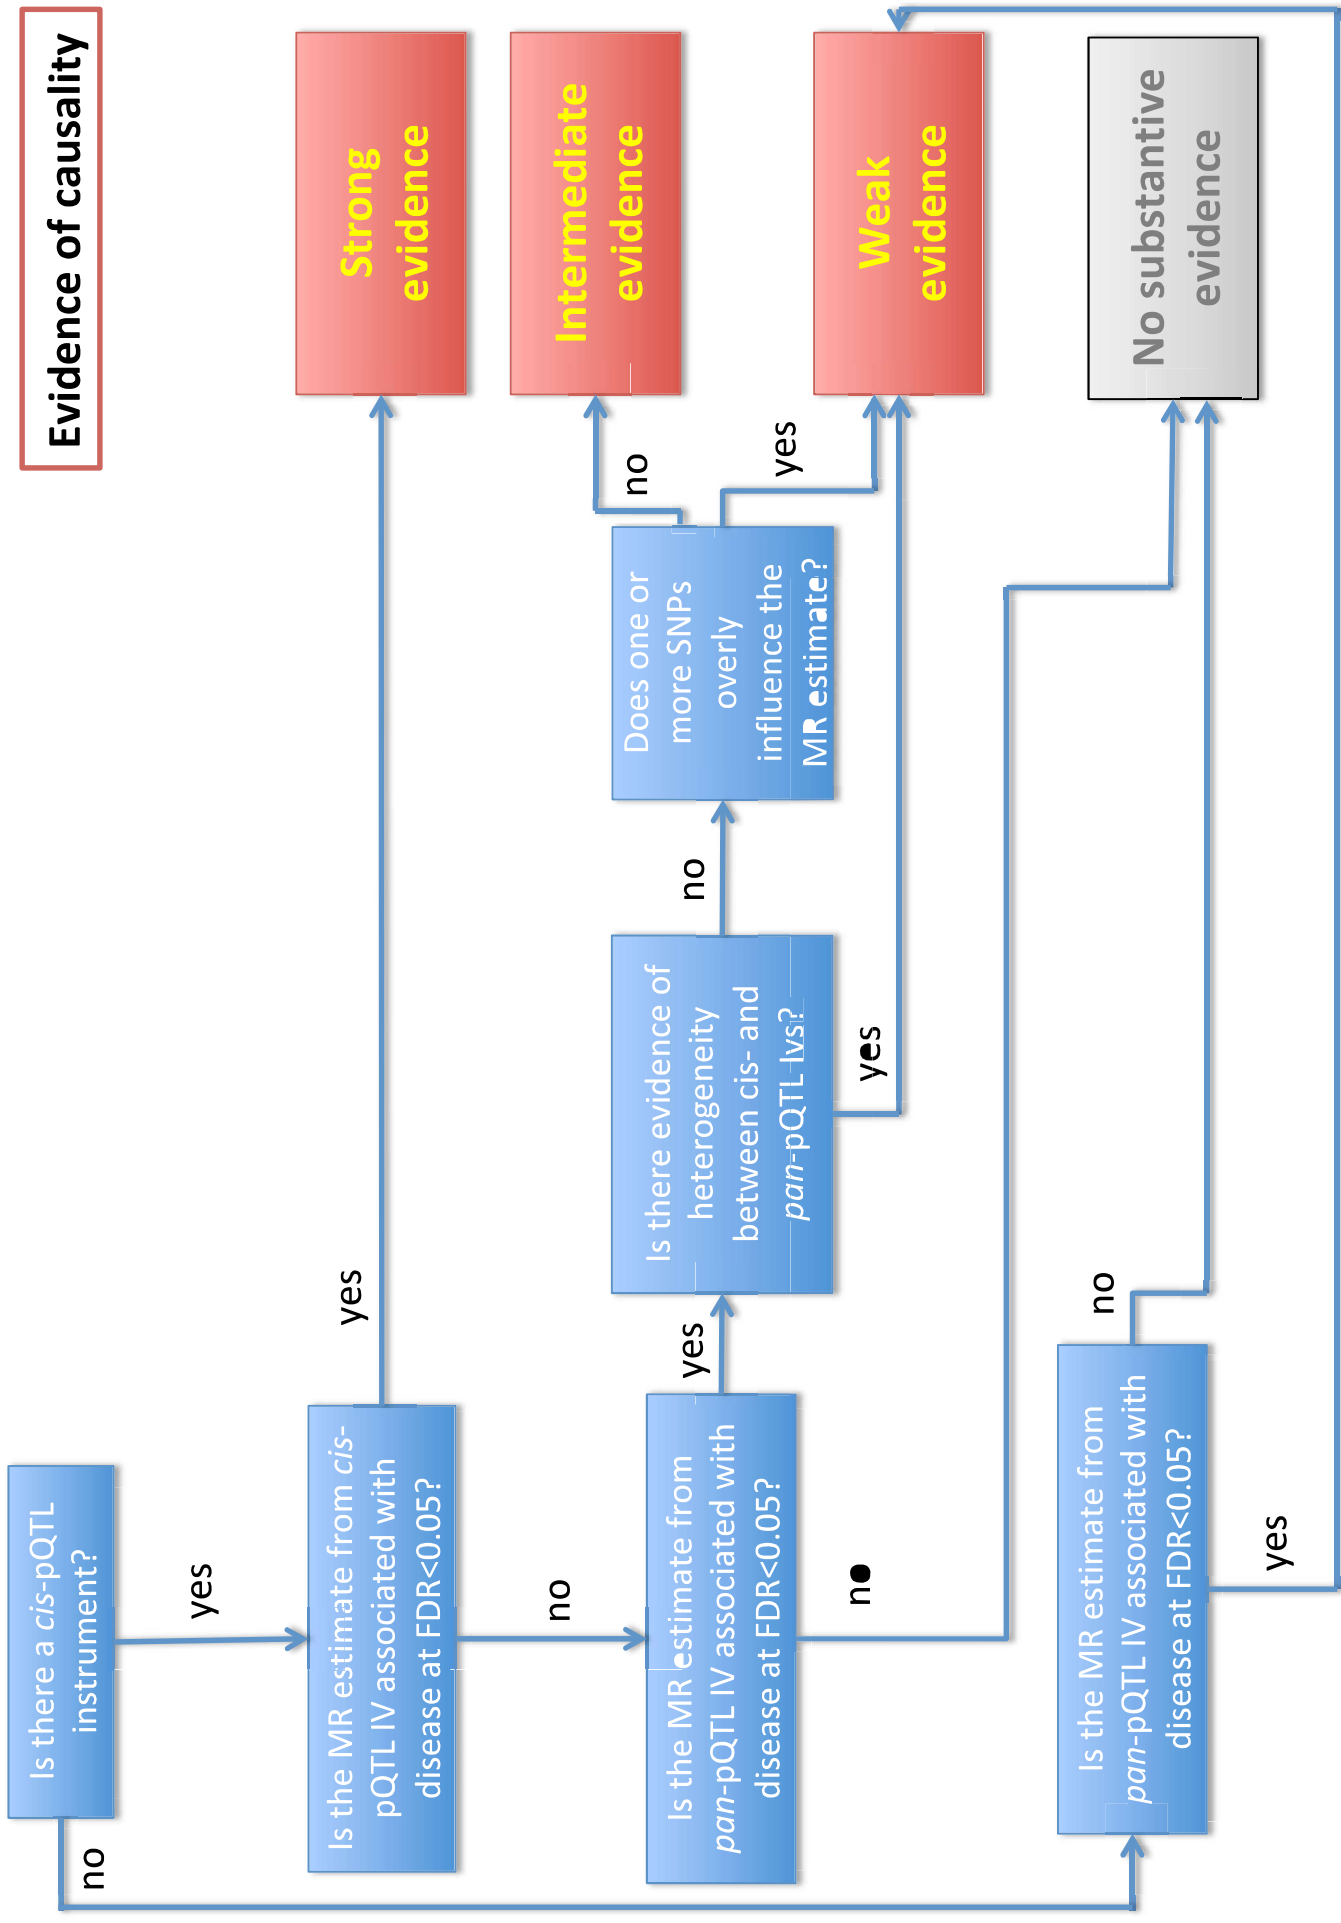 Evidence of causality
Is there a cis-pQTL
instrument?
no
yes
Is the MR estimate from cis-
pQTL IV associated with
disease at FDR<0.05?
yes
Strong
evidence
no
Is the MR estimate from
pan-pQTL IV associated with
disease at FDR<0.05?
yes
Is there evidence of
heterogeneity
between cis- and
pan-pQTL Ivs?
no
Does one or
more SNPs
overly
influence the
MR estimate?
no
Intermediate
evidence
yes
yes
Weak
evidence
no
Is the MR estimate from
pan-pQTL IV associated with
disease at FDR<0.05?
no
No substantive
evidence
yes